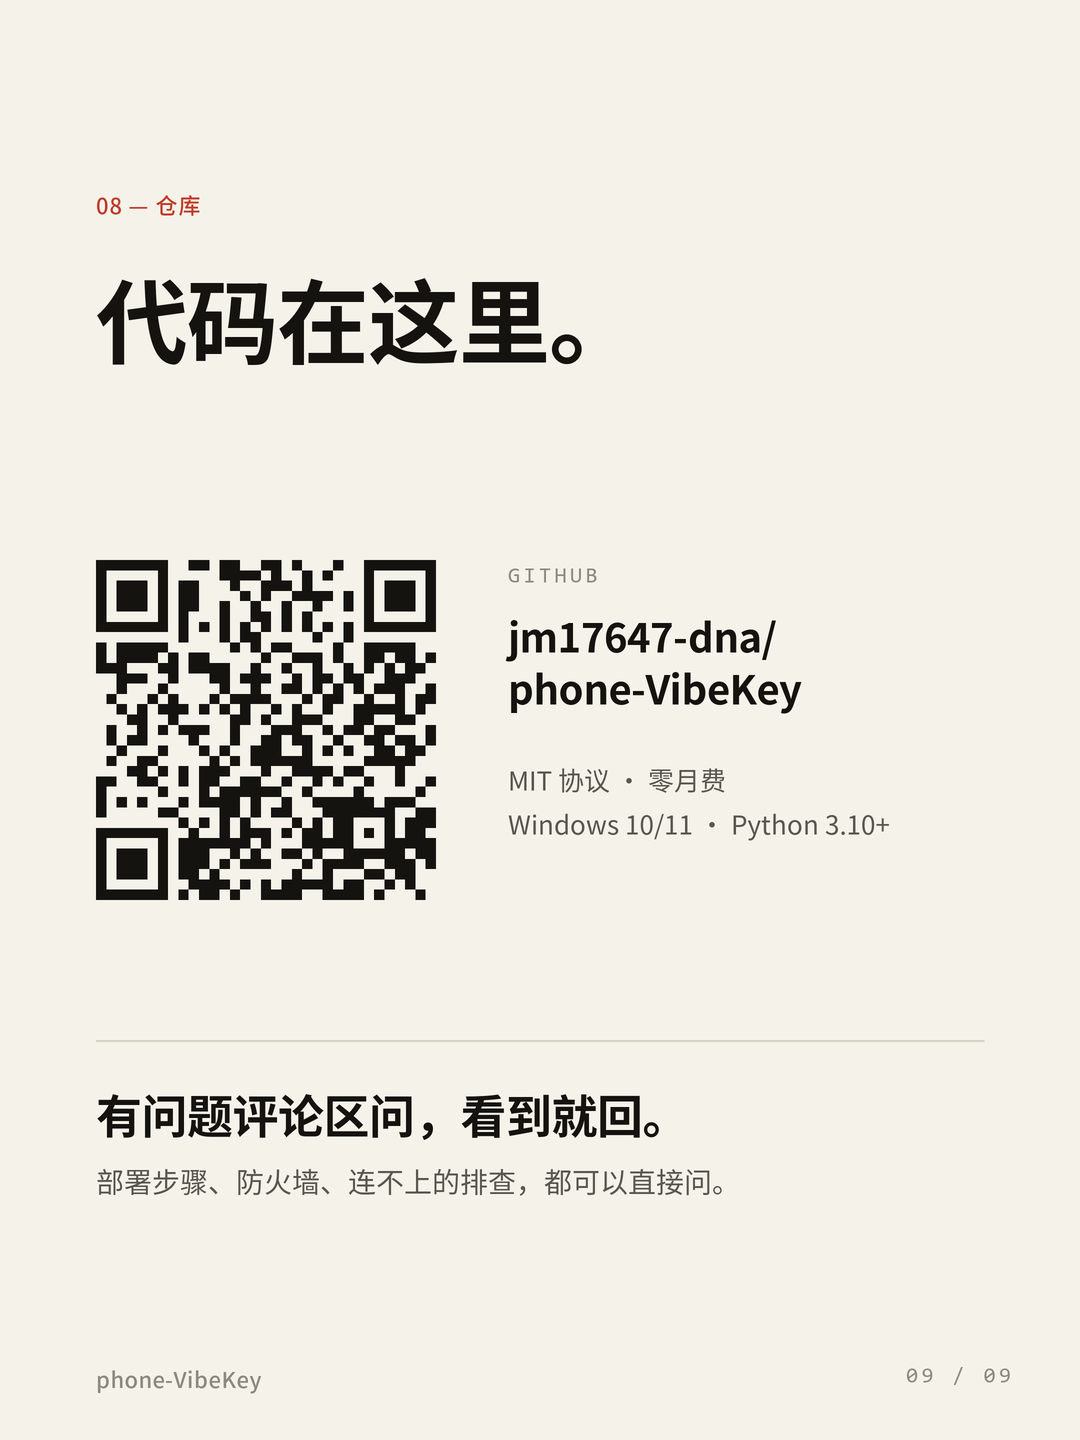 08 — 仓库
代码在这里。
GITHUB
jm17647-dna/
phone-VibeKey
MIT 协议 · 零月费
Windows 10/11 · Python 3.10+
有问题评论区问，看到就回。
部署步骤、防火墙、连不上的排查，都可以直接问。
phone-VibeKey
09 / 09